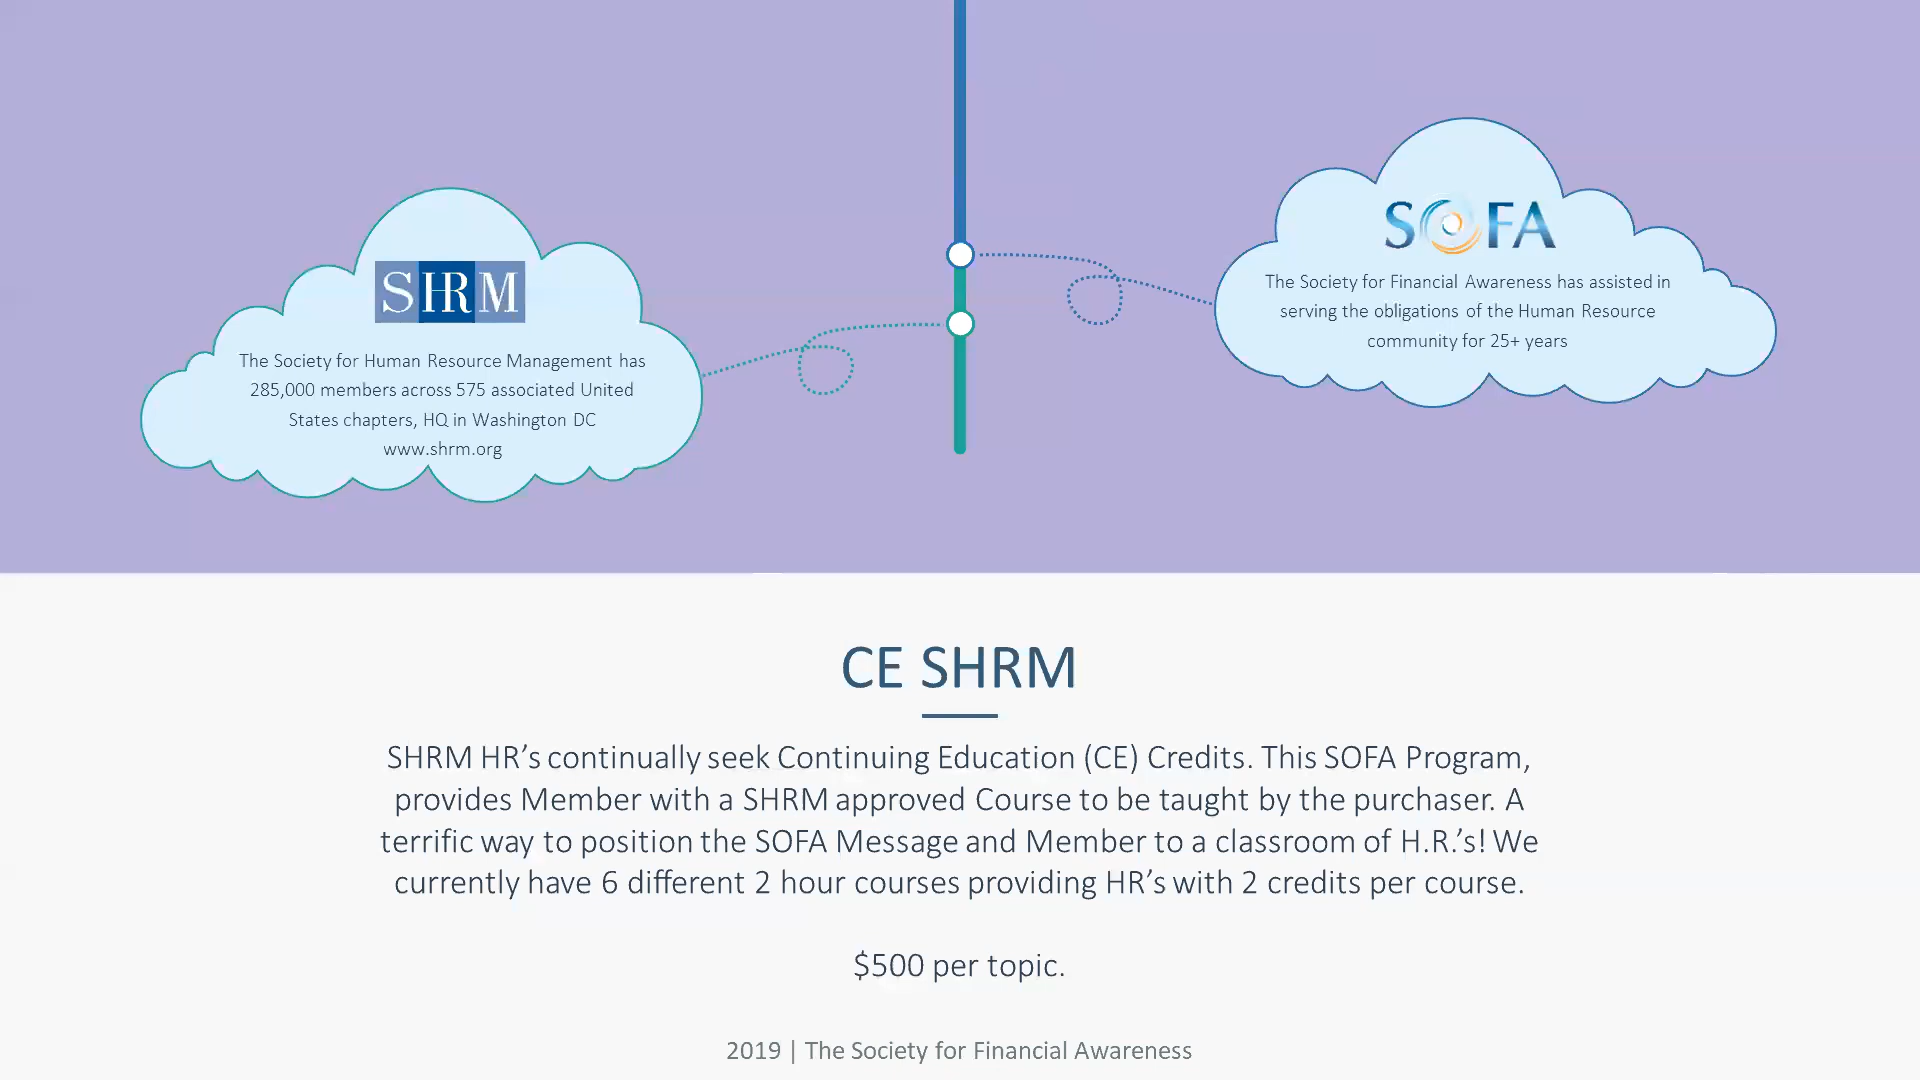 SHRM
The Society for Human Resource Management has
285,000 members across 575 associated United
States chapters, HQ in Washington DC
www.shrm.org
SOFA
The Society for Financial Awareness has assisted in
serving the obligations of the Human Resource
community for 25+ years
CE SHRM
SHRM HR’s continually seek Continuing Education (CE) Credits. This SOFA Program,
provides Member with a SHRM approved Course to be taught by the purchaser. A
terrific way to position the SOFA Message and Member to a classroom of H.R.’s! We
currently have 6 different 2 hour courses providing HR’s with 2 credits per course.
$500 per topic.
2019 | The Society for Financial Awareness